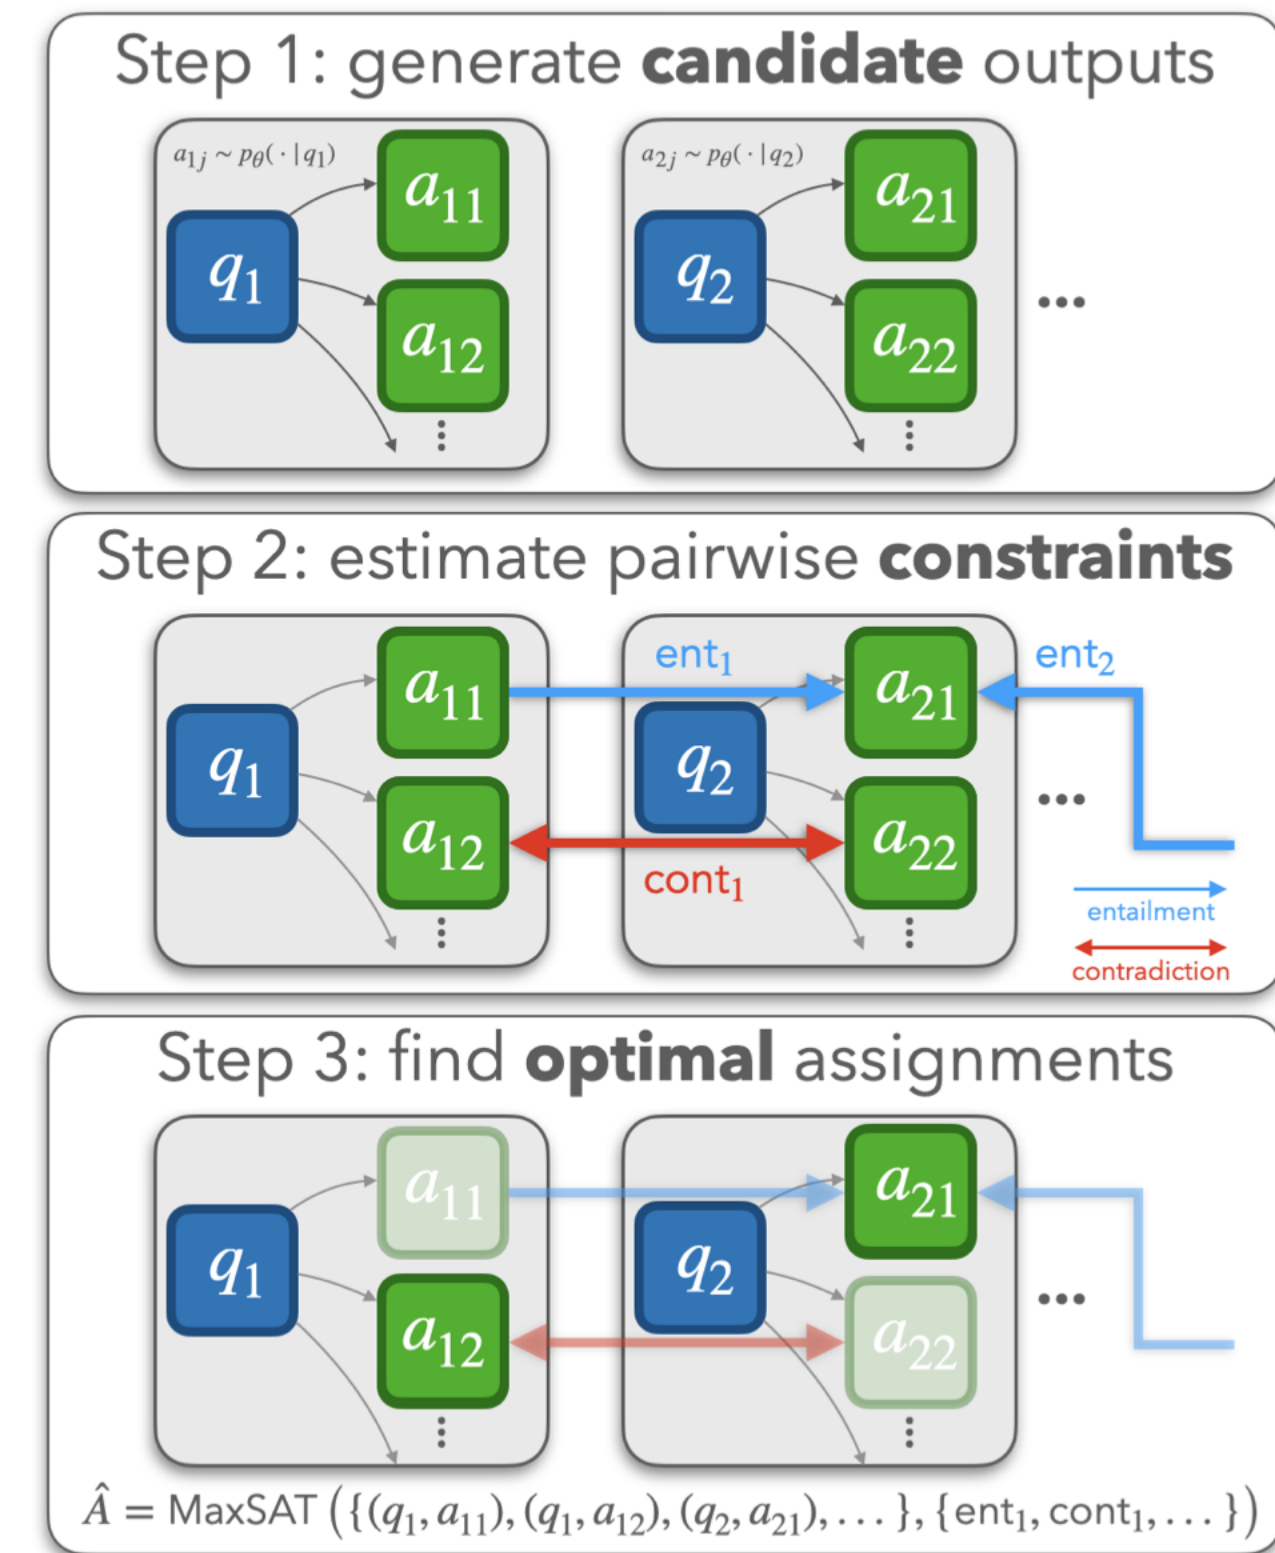 Step 1: generate candidate outputs
a₁ⱼ ~ p_θ( · | q₁)
a₁₁
q₁
a₁₂
⋮
a₂ⱼ ~ p_θ( · | q₂)
a₂₁
q₂
a₂₂
⋮
...
Step 2: estimate pairwise constraints
a₁₁
q₁
a₁₂
⋮
ent₁
cont₁
a₂₁
q₂
a₂₂
⋮
ent₂
...
entailment
contradiction
Step 3: find optimal assignments
a₁₁
q₁
a₁₂
⋮
a₂₁
q₂
a₂₂
⋮
...
Â = MaxSAT ({(q₁, a₁₁), (q₁, a₁₂), (q₂, a₂₁), . . . }, {ent₁, cont₁, . . . })